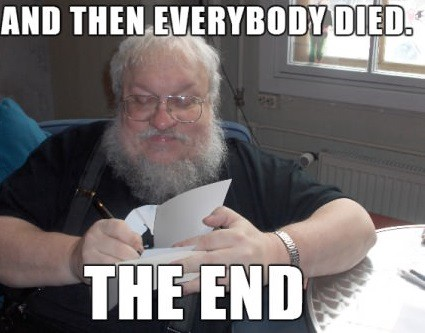 AND THEN EVERYBODY DIED.
THE END